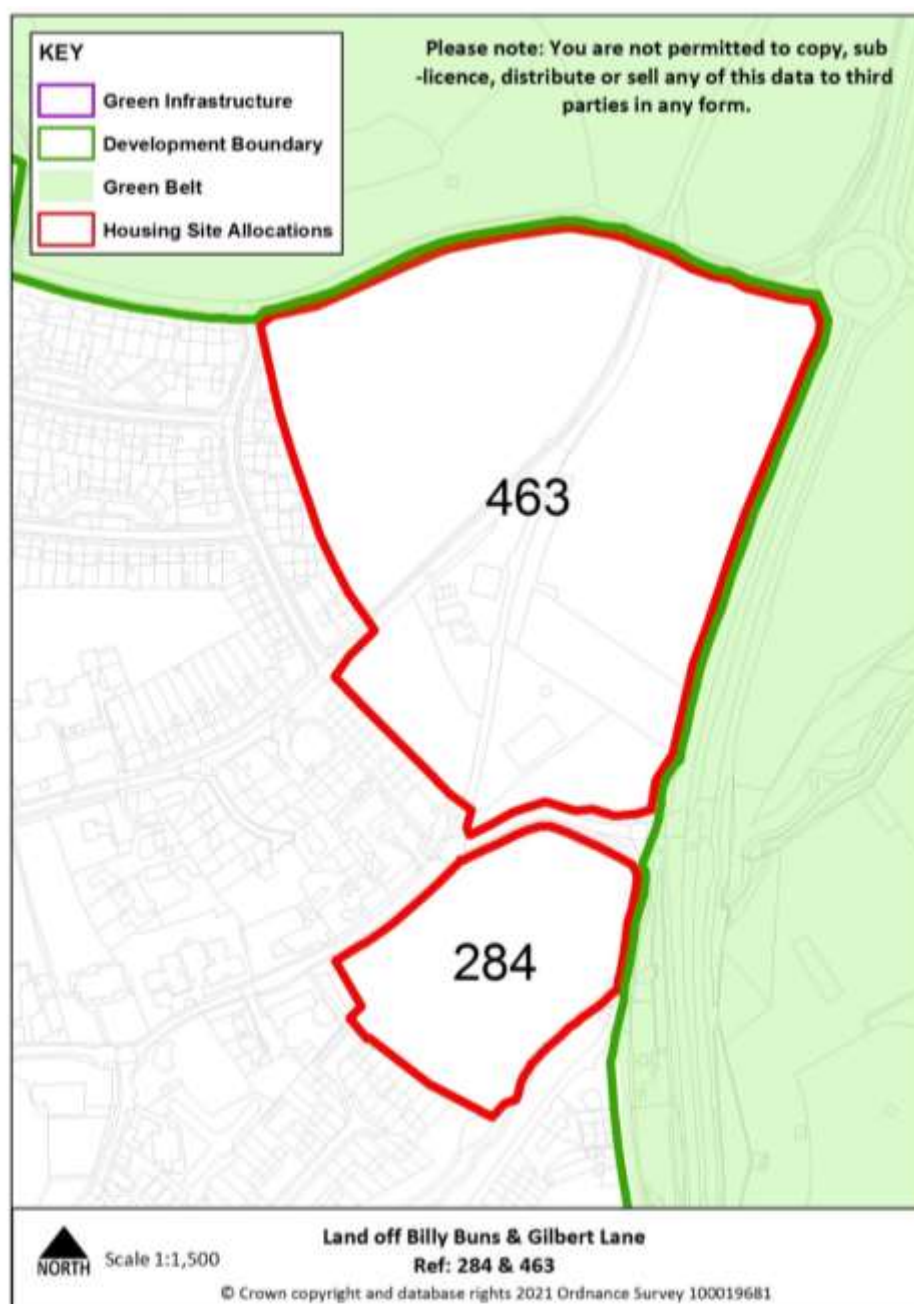 KEY
Green Infrastructure
Development Boundary
Green Belt
Housing Site Allocations
Please note: You are not permitted to copy, sub
-licence, distribute or sell any of this data to third
parties in any form.
463
284
NORTH
Scale 1:1,500
Land off Billy Buns & Gilbert Lane
Ref: 284 & 463
© Crown copyright and database rights 2021 Ordnance Survey 100019681